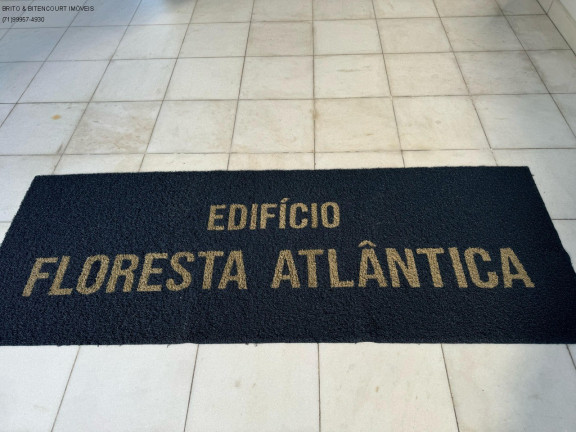 BRITO & BITENCOURT IMÓVEIS
(71)99957-4930
EDIFÍCIO
FLORESTA ATLÂNTICA